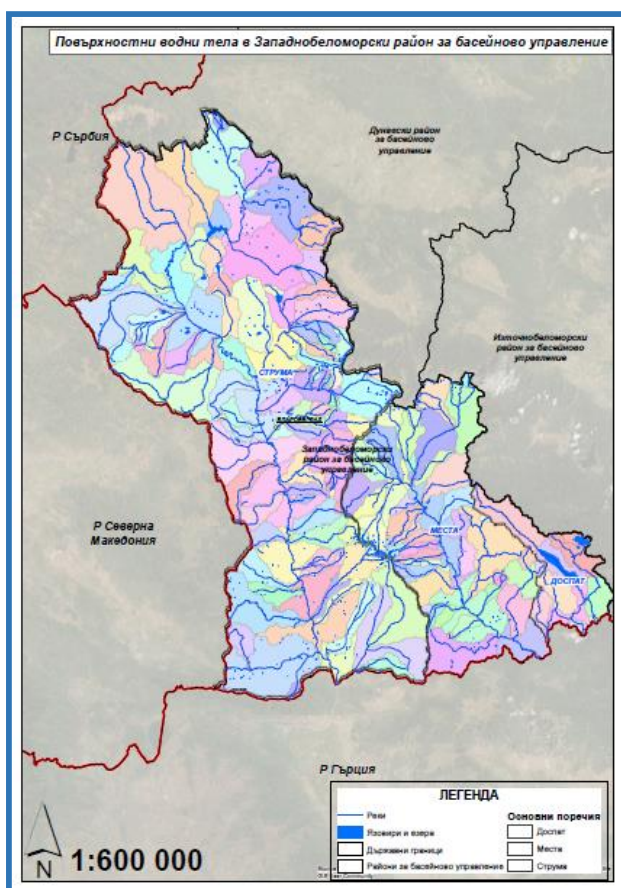 Повърхностни водни тела в Западнобеломорски район за басейново управление
Р Сърбия
Дунавски район
за басейново
управление
Източнобеломорски
район за басейново
управление
СТРУМА
Западнобеломорски
район за басейново
управление
Р Северна
Македония
МЕСТА
ДОСПАТ
Р Гърция
ЛЕГЕНДА
Реки
Язовири и езера
Държавни граници
Райони за басейново управление
Основни поречия
Доспат
Места
Струма
N
1:600 000